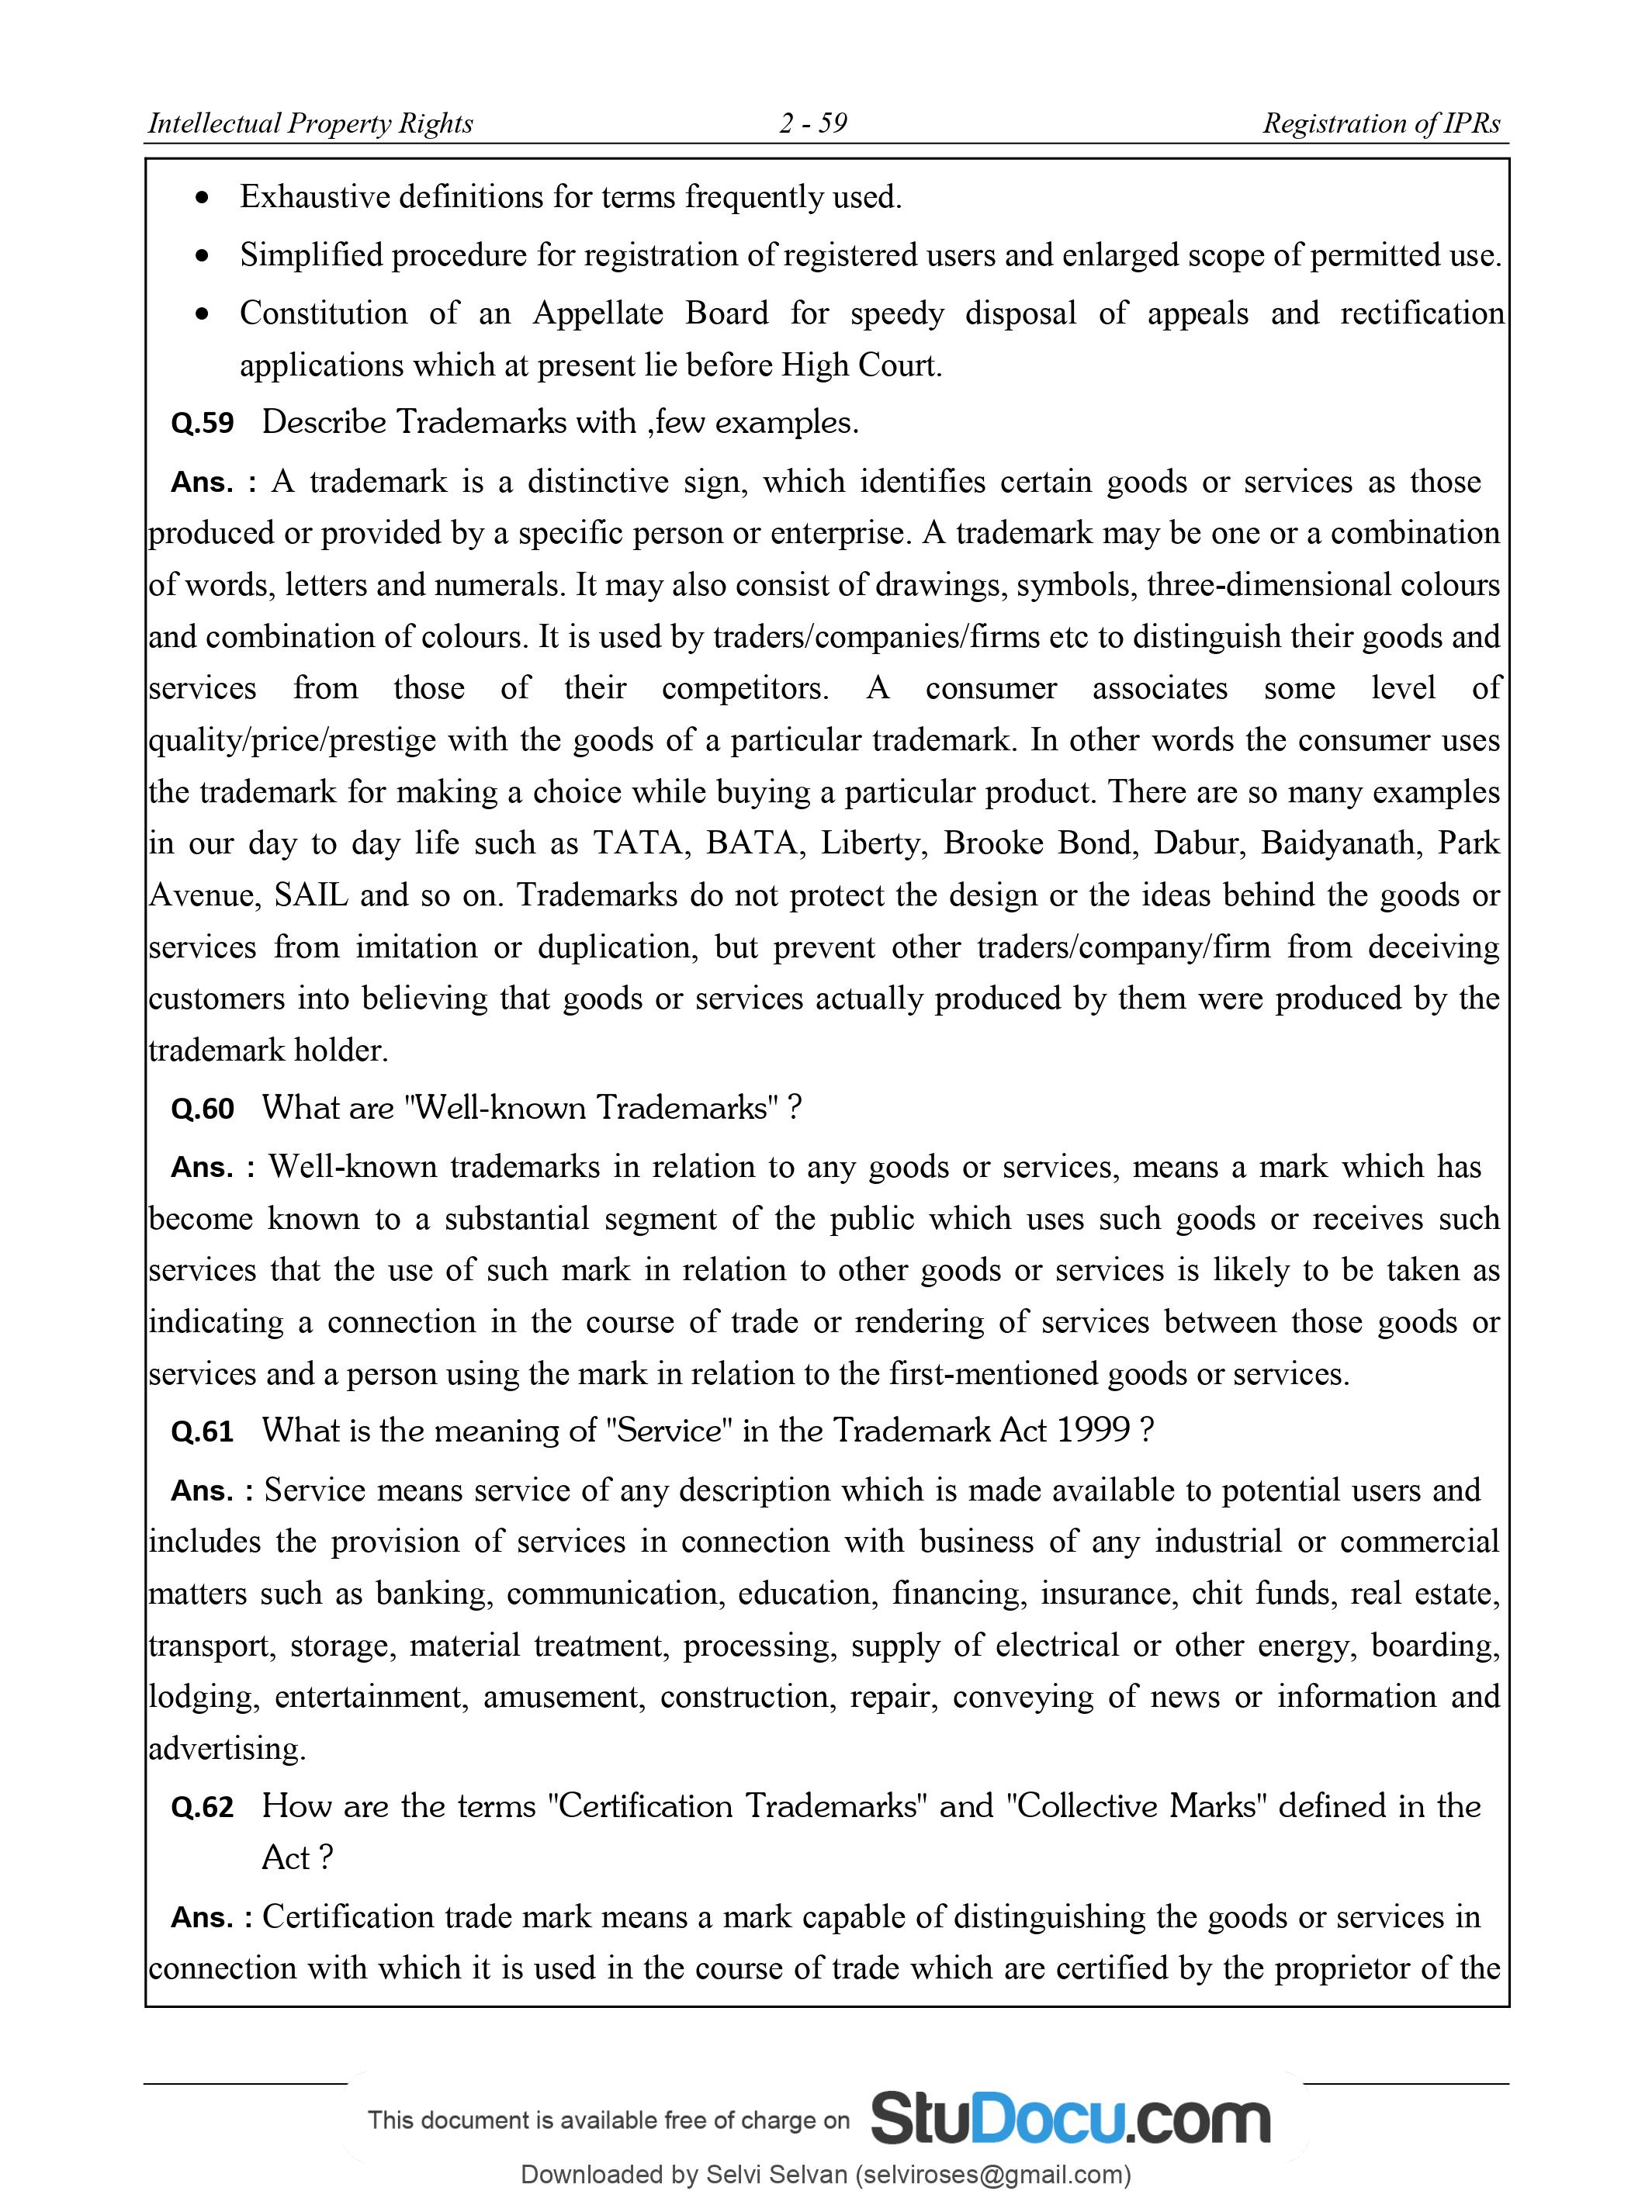 Intellectual Property Rights 2 - 59 Registration of IPRs
• Exhaustive definitions for terms frequently used.
• Simplified procedure for registration of registered users and enlarged scope of permitted use.
• Constitution of an Appellate Board for speedy disposal of appeals and rectification
applications which at present lie before High Court.
Q.59 Describe Trademarks with ,few examples.
Ans. : A trademark is a distinctive sign, which identifies certain goods or services as those
produced or provided by a specific person or enterprise. A trademark may be one or a combination
of words, letters and numerals. It may also consist of drawings, symbols, three-dimensional colours
and combination of colours. It is used by traders/companies/firms etc to distinguish their goods and
services from those of their competitors. A consumer associates some level of
quality/price/prestige with the goods of a particular trademark. In other words the consumer uses
the trademark for making a choice while buying a particular product. There are so many examples
in our day to day life such as TATA, BATA, Liberty, Brooke Bond, Dabur, Baidyanath, Park
Avenue, SAIL and so on. Trademarks do not protect the design or the ideas behind the goods or
services from imitation or duplication, but prevent other traders/company/firm from deceiving
customers into believing that goods or services actually produced by them were produced by the
trademark holder.
Q.60 What are "Well-known Trademarks" ?
Ans. : Well-known trademarks in relation to any goods or services, means a mark which has
become known to a substantial segment of the public which uses such goods or receives such
services that the use of such mark in relation to other goods or services is likely to be taken as
indicating a connection in the course of trade or rendering of services between those goods or
services and a person using the mark in relation to the first-mentioned goods or services.
Q.61 What is the meaning of "Service" in the Trademark Act 1999 ?
Ans. : Service means service of any description which is made available to potential users and
includes the provision of services in connection with business of any industrial or commercial
matters such as banking, communication, education, financing, insurance, chit funds, real estate,
transport, storage, material treatment, processing, supply of electrical or other energy, boarding,
lodging, entertainment, amusement, construction, repair, conveying of news or information and
advertising.
Q.62 How are the terms "Certification Trademarks" and "Collective Marks" defined in the
Act ?
Ans. : Certification trade mark means a mark capable of distinguishing the goods or services in
connection with which it is used in the course of trade which are certified by the proprietor of the
This document is available free of charge on StuDocu.com
Downloaded by Selvi Selvan (selviroses@gmail.com)